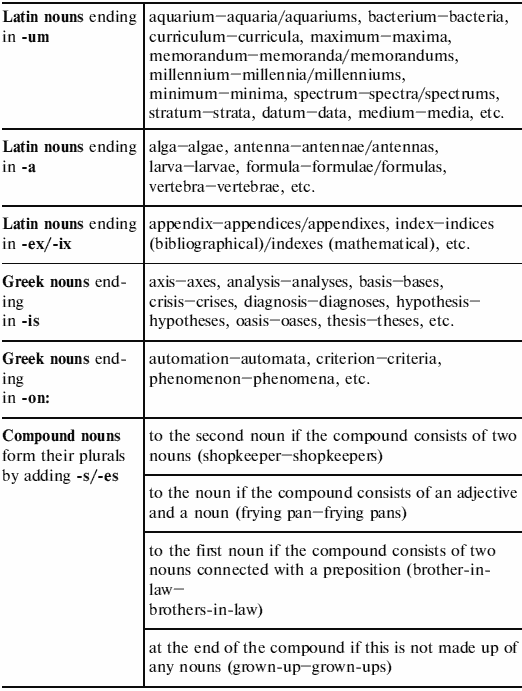 Latin nouns ending
in -um
aquarium—aquaria/aquariums, bacterium—bacteria,
curriculum—curricula, maximum—maxima,
memorandum—memoranda/memorandums,
millennium—millennia/millenniums,
minimum—minima, spectrum—spectra/spectrums,
stratum—strata, datum—data, medium—media, etc.
Latin nouns ending
in -a
alga—algae, antenna—antennae/antennas,
larva—larvae, formula—formulae/formulas,
vertebra—vertebrae, etc.
Latin nouns ending
in -ex/-ix
appendix—appendices/appendixes, index—indices
(bibliographical)/indexes (mathematical), etc.
Greek nouns end-
ing
in -is
axis—axes, analysis—analyses, basis—bases,
crisis—crises, diagnosis—diagnoses, hypothesis—
hypotheses, oasis—oases, thesis—theses, etc.
Greek nouns end-
ing
in -on:
automation—automata, criterion—criteria,
phenomenon—phenomena, etc.
Compound nouns
form their plurals
by adding -s/-es
to the second noun if the compound consists of two
nouns (shopkeeper—shopkeepers)
to the noun if the compound consists of an adjective
and a noun (frying pan—frying pans)
to the first noun if the compound consists of two
nouns connected with a preposition (brother-in-
law—
brothers-in-law)
at the end of the compound if this is not made up of
any nouns (grown-up—grown-ups)